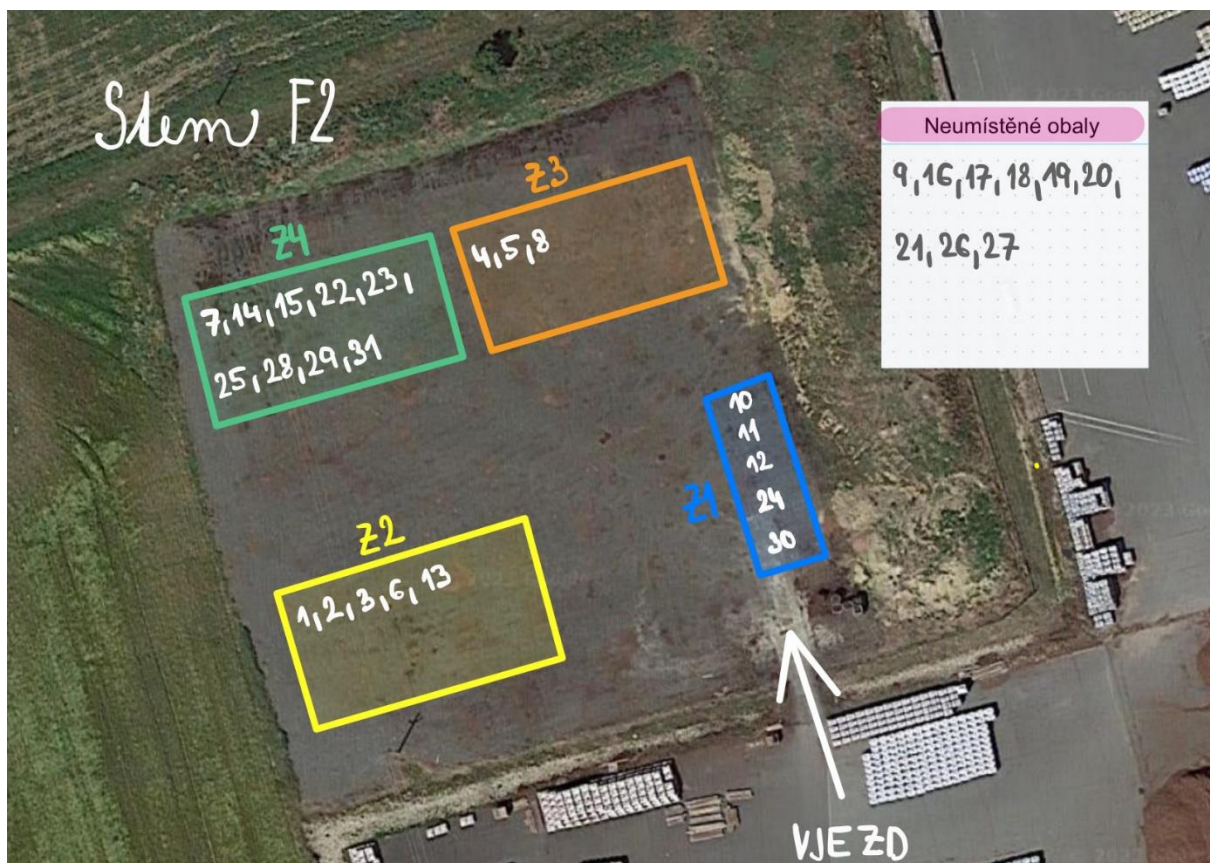 Stem F2
Neumístěné obaly
9,16,17,18,19,20,
21,26,27
Z3
4,5,8
Z4
7,14,15,22,23,
25,28,29,31
10
11
12
24
30
Z1
Z2
1,2,3,6,13
VJEZD